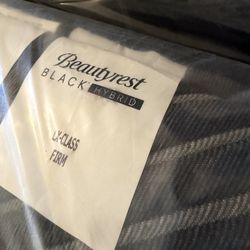 Beautyrest
BLACK HYBRID
LX-CLASS
FIRM